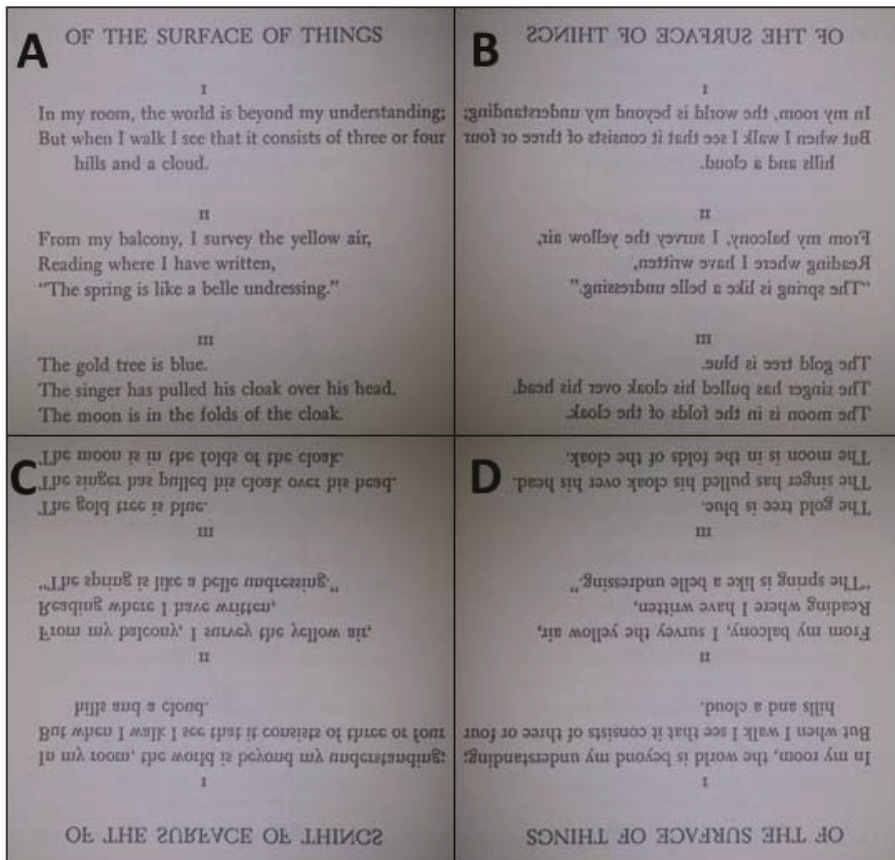 A
OF THE SURFACE OF THINGS
I
In my room, the world is beyond my understanding;
But when I walk I see that it consists of three or four
hills and a cloud.
II
From my balcony, I survey the yellow air,
Reading where I have written,
“The spring is like a belle undressing.”
III
The gold tree is blue.
The singer has pulled his cloak over his head.
The moon is in the folds of the cloak.
B
OF THE SURFACE OF THINGS
I
In my room, the world is beyond my understanding;
But when I walk I see that it consists of three or four
hills and a cloud.
II
From my balcony, I survey the yellow air,
Reading where I have written,
“The spring is like a belle undressing.”
III
The gold tree is blue.
The singer has pulled his cloak over his head.
The moon is in the folds of the cloak.
C
OF THE SURFACE OF THINGS
I
In my room, the world is beyond my understanding;
But when I walk I see that it consists of three or four
hills and a cloud.
II
From my balcony, I survey the yellow air,
Reading where I have written,
“The spring is like a belle undressing.”
III
The gold tree is blue.
The singer has pulled his cloak over his head.
The moon is in the folds of the cloak.
D
OF THE SURFACE OF THINGS
I
In my room, the world is beyond my understanding;
But when I walk I see that it consists of three or four
hills and a cloud.
II
From my balcony, I survey the yellow air,
Reading where I have written,
“The spring is like a belle undressing.”
III
The gold tree is blue.
The singer has pulled his cloak over his head.
The moon is in the folds of the cloak.